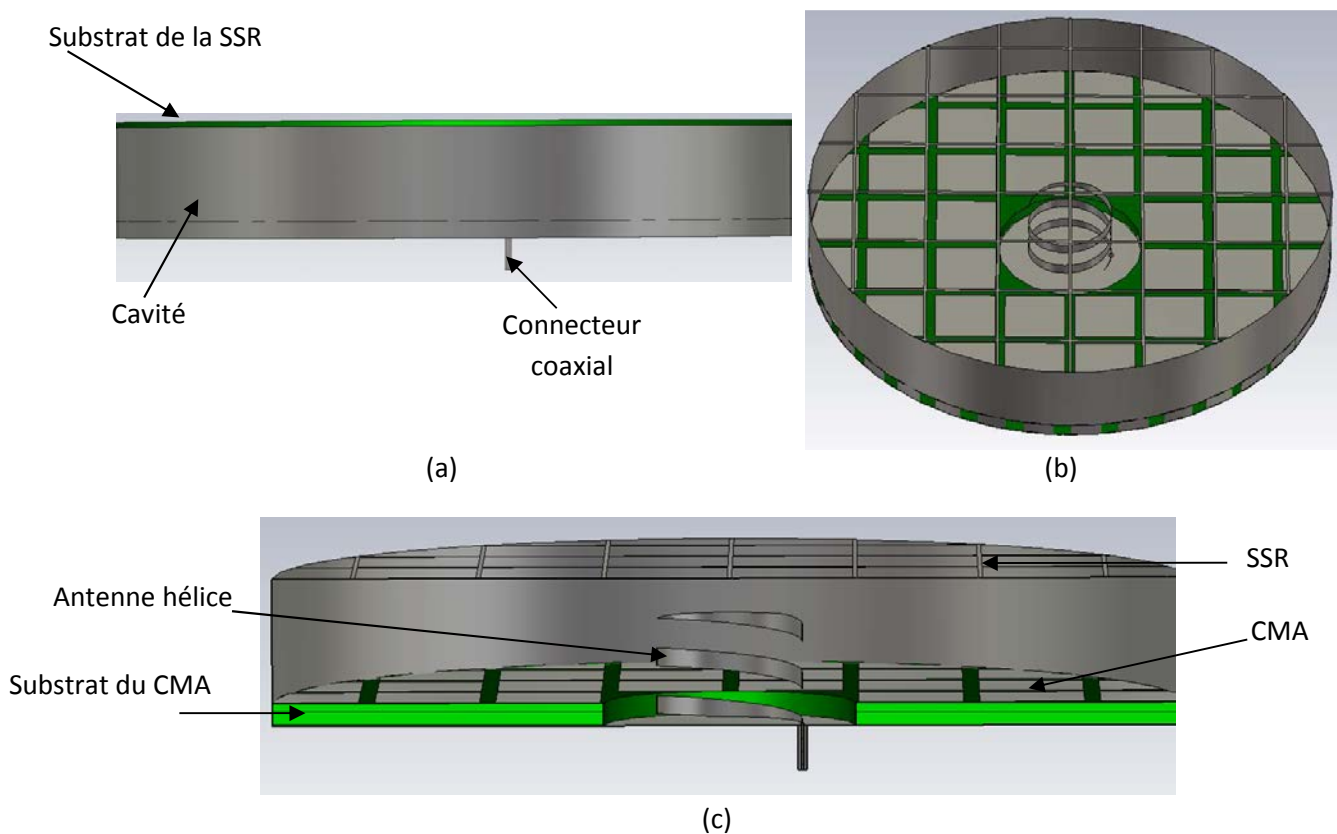 Substrat de la SSR
Cavité
Connecteur
coaxial
(a)
(b)
SSR
Antenne hélice
CMA
Substrat du CMA
(c)